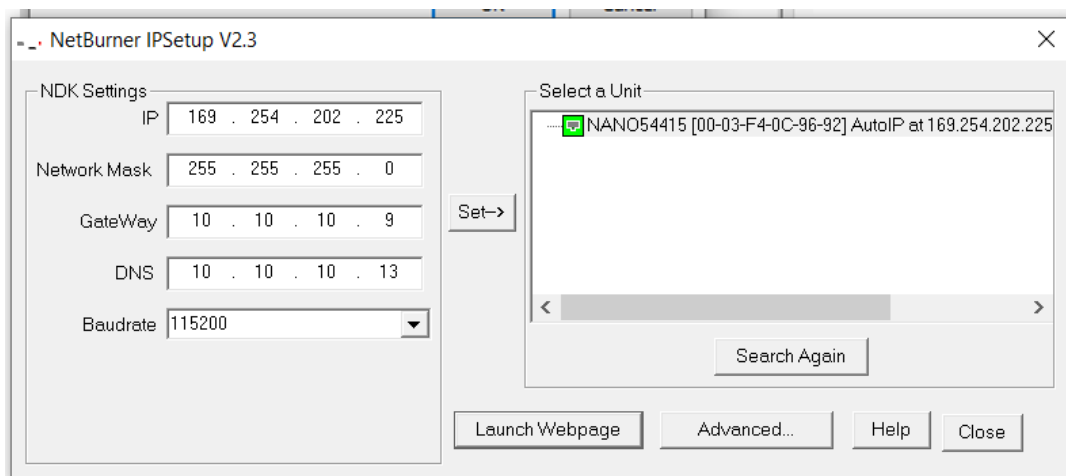 NetBurner IPSetup V2.3
NDK Settings
IP 169 . 254 . 202 . 225
Network Mask 255 . 255 . 255 . 0
GateWay 10 . 10 . 10 . 9
DNS 10 . 10 . 10 . 13
Baudrate 115200
Set->
Select a Unit
NANO54415 [00-03-F4-0C-96-92] AutoIP at 169.254.202.225
Search Again
Launch Webpage
Advanced...
Help
Close